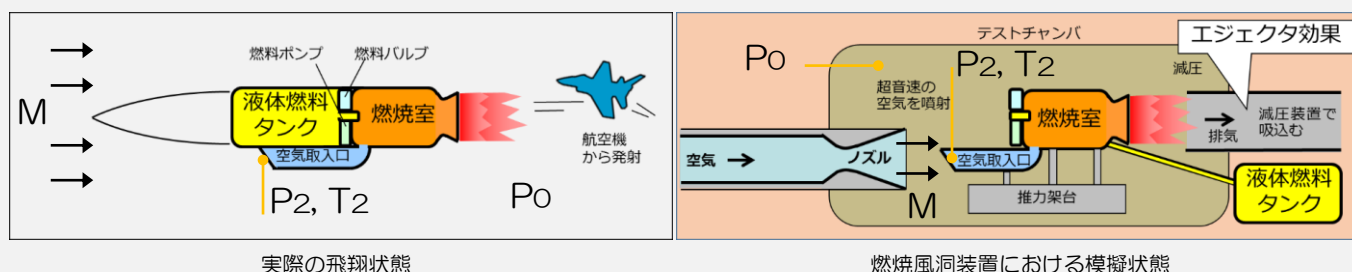 燃料ポンプ
燃料バルブ
M
液体燃料
タンク
燃焼室
空気取入口
P2, T2
P0
航空機
から発射
実際の飛翔状態
テストチャンバ
エジェクタ効果
P0
P2, T2
減圧
超音速の
空気を噴射
燃焼室
減圧装置で
吸込む
排気
空気
ノズル
空気取入口
M
推力架台
液体燃料
タンク
燃焼風洞装置における模擬状態